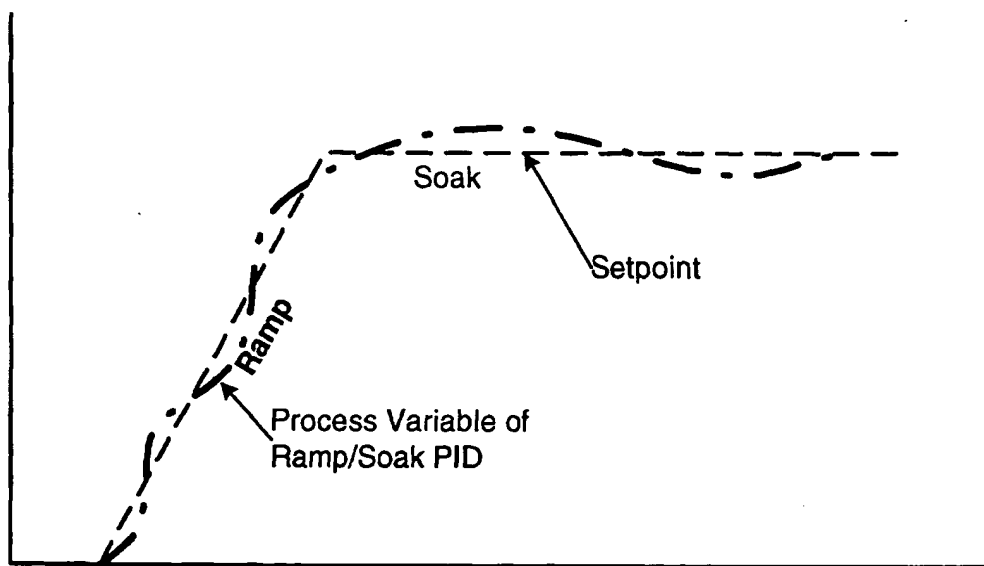 Soak
Setpoint
Ramp
Process Variable of
Ramp/Soak PID